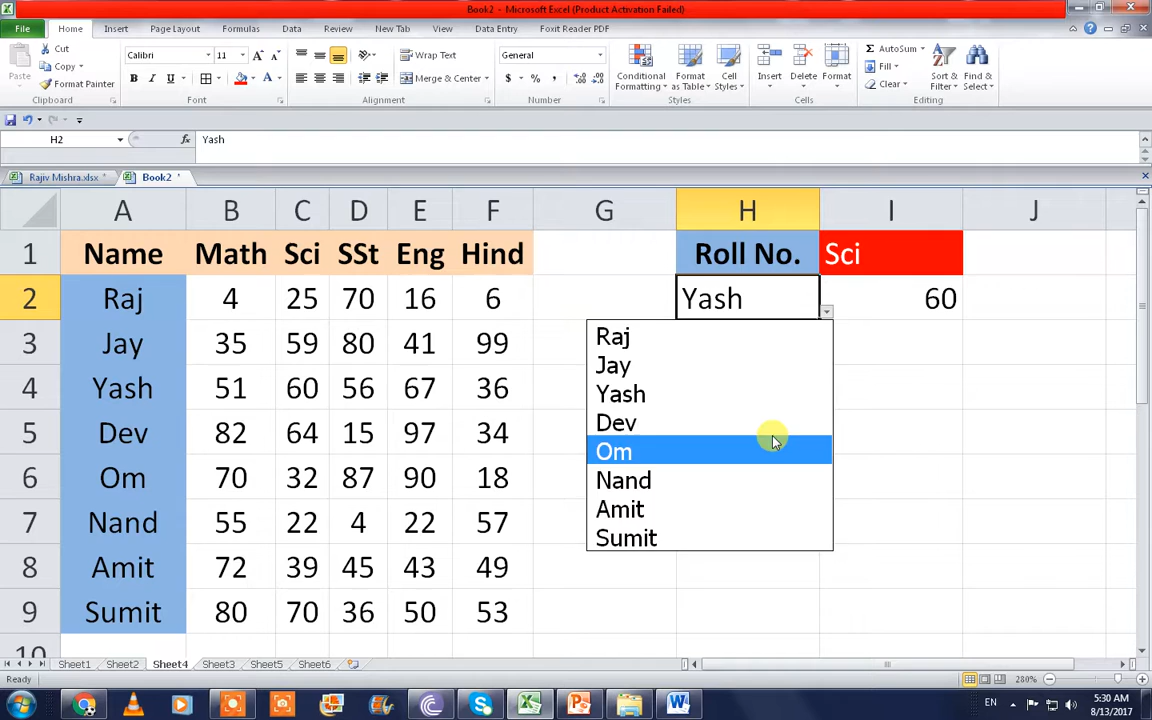 Book2 - Microsoft Excel (Product Activation Failed)
File Home Insert Page Layout Formulas Data Review New Tab View Data Entry Foxit Reader PDF
Paste Cut Copy Format Painter Clipboard
Calibri 11 B I U A Font
Wrap Text Merge & Center Alignment
General $ % , Number
Conditional Formatting Format as Table Cell Styles Styles
Insert Delete Format Cells
AutoSum Fill Clear Sort & Filter Find & Select Editing
H2 fx Yash
Rajiv Mishra.xlsx * Book2 *
A B C D E F G H I J
1 Name Math Sci SSt Eng Hind Roll No. Sci
2 Raj 4 25 70 16 6 Yash 60
3 Jay 35 59 80 41 99
4 Yash 51 60 56 67 36
5 Dev 82 64 15 97 34
6 Om 70 32 87 90 18
7 Nand 55 22 4 22 57
8 Amit 72 39 45 43 49
9 Sumit 80 70 36 50 53
10
Raj
Jay
Yash
Dev
Om
Nand
Amit
Sumit
Sheet1 Sheet2 Sheet4 Sheet3 Sheet5 Sheet6
Ready 280%
EN 5:30 AM
8/13/2017